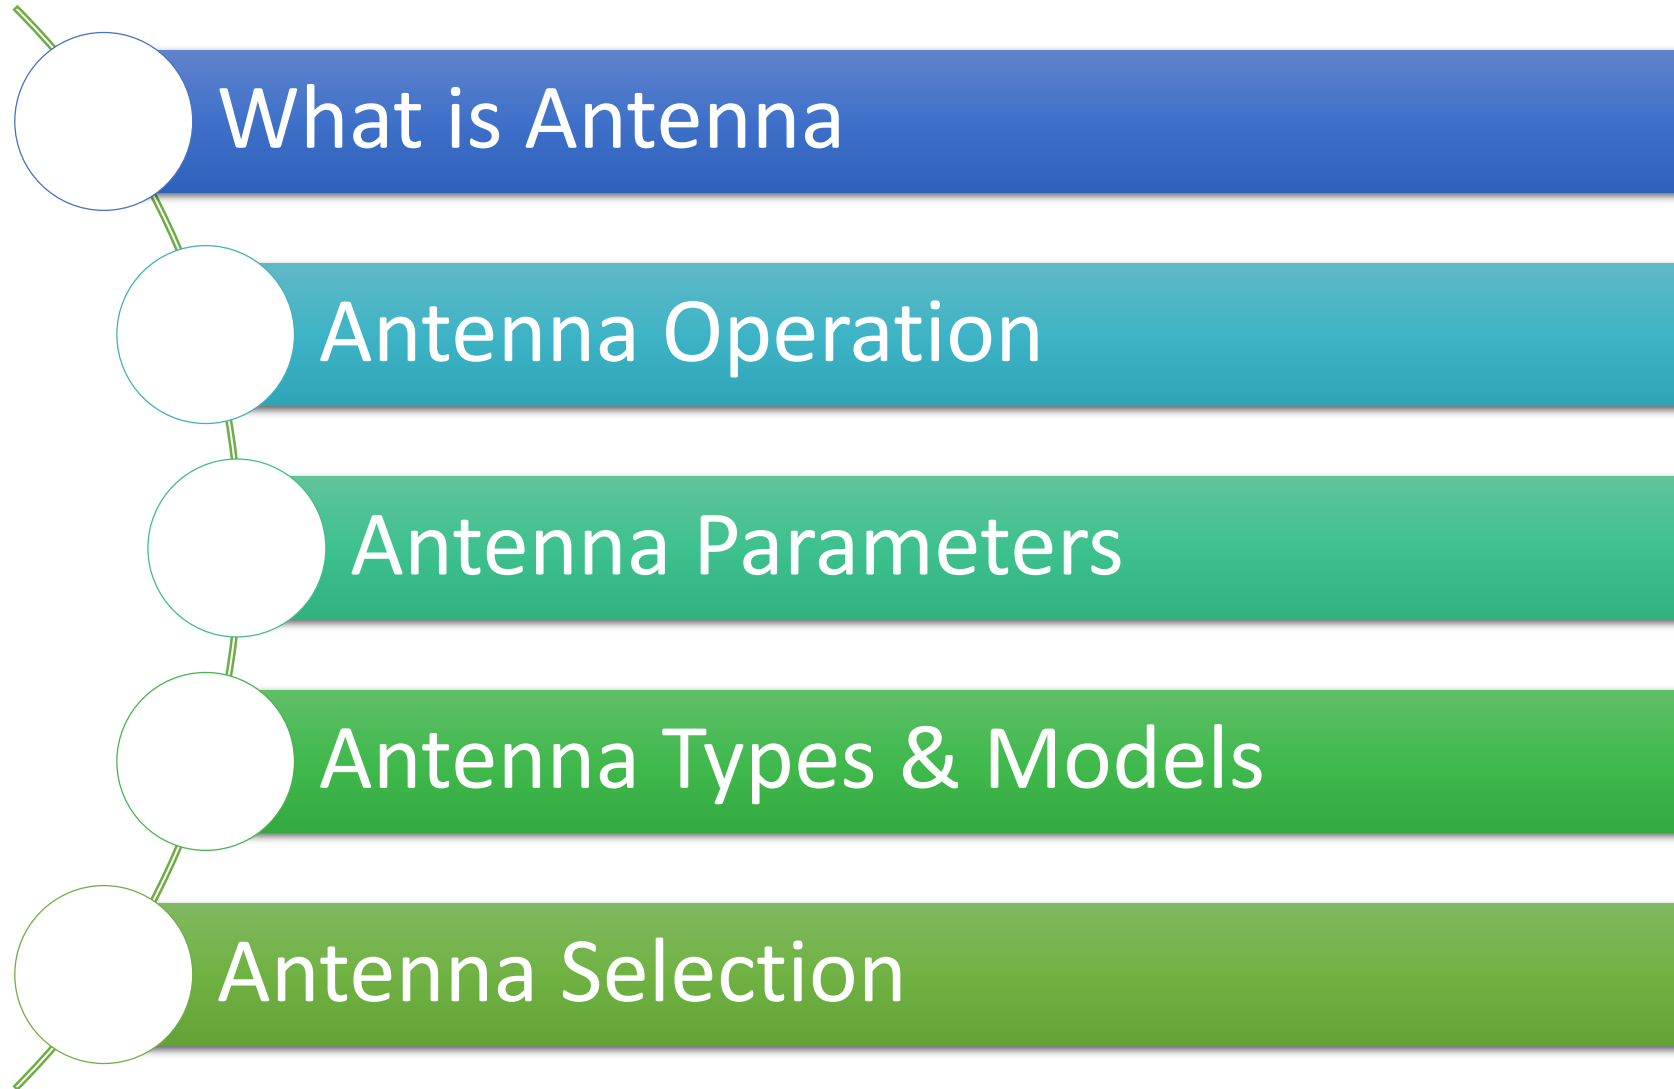 What is Antenna
Antenna Operation
Antenna Parameters
Antenna Types & Models
Antenna Selection